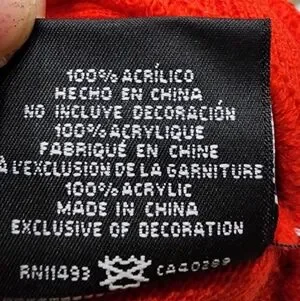 100% ACRÍLICO
HECHO EN CHINA
NO INCLUYE DECORACIÓN
100% ACRYLIQUE
FABRIQUÉ EN CHINE
À L'EXCLUSION DE LA GARNITURE
100% ACRYLIC
MADE IN CHINA
EXCLUSIVE OF DECORATION
RN11493 CA40399